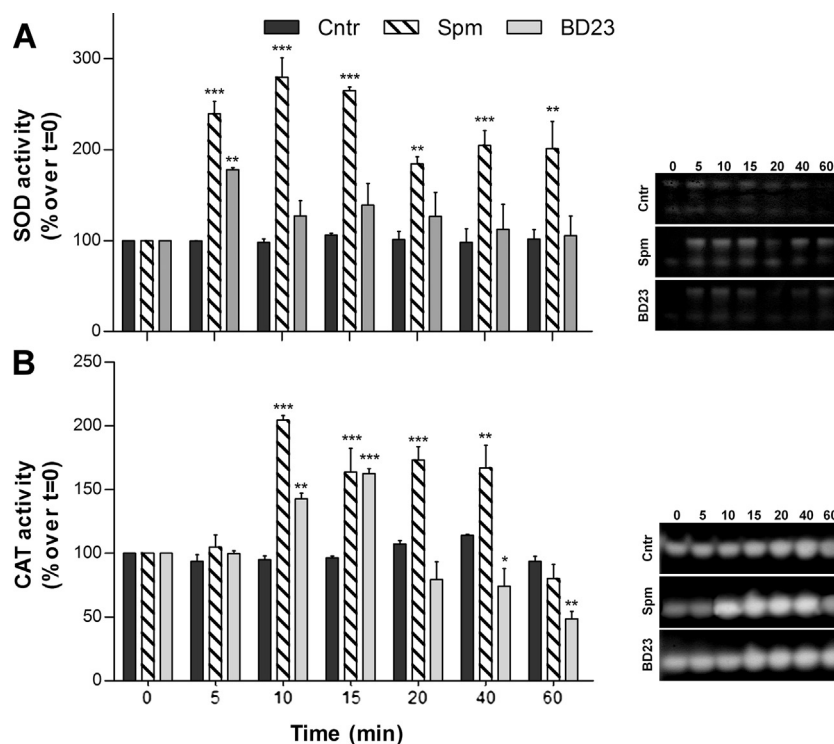 A
Cntr Spm BD23
SOD activity
(% over t=0)
300
200
100
0
*** ** *** *** ** *** **
0 5 10 15 20 40 60
Cntr
Spm
BD23
B
CAT activity
(% over t=0)
250
200
150
100
50
0
*** ** *** *** *** ** * **
0 5 10 15 20 40 60
Time (min)
0 5 10 15 20 40 60
Cntr
Spm
BD23